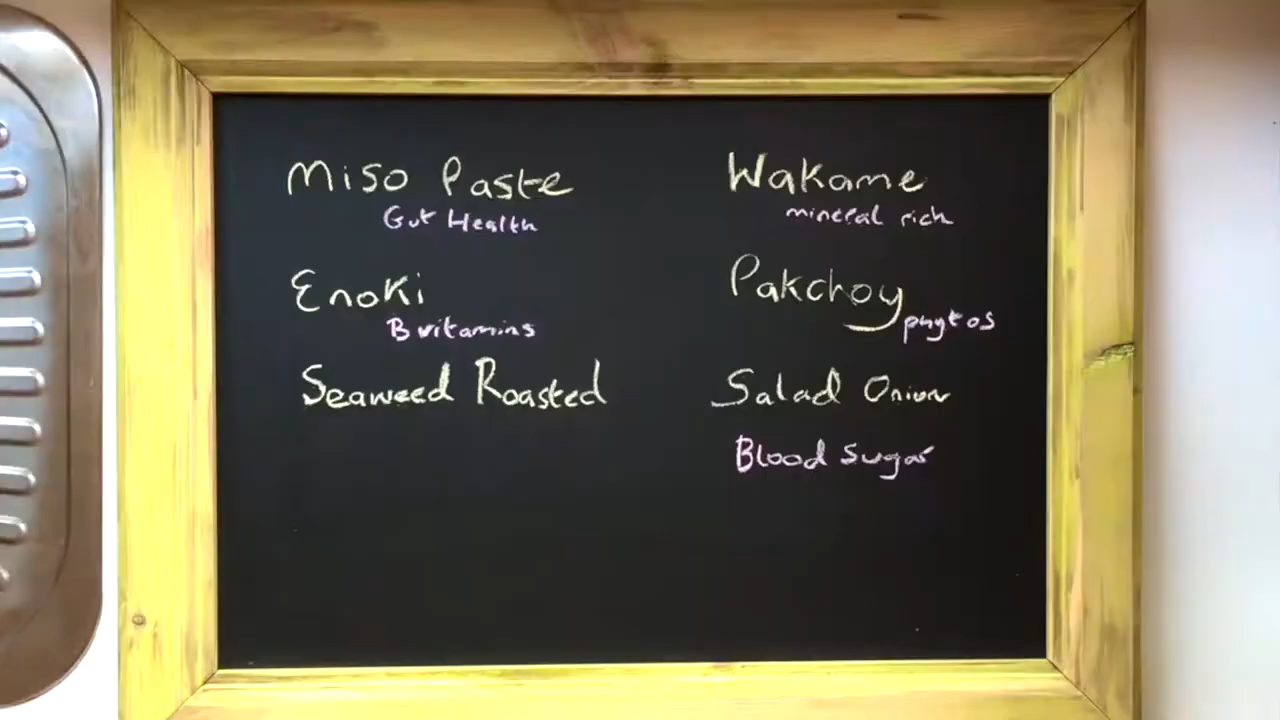 Miso Paste
Gut Health
Enoki
B vitamins
Seaweed Roasted
Wakame
mineral rich
Pakchoy
phytos
Salad Onion
Blood sugar